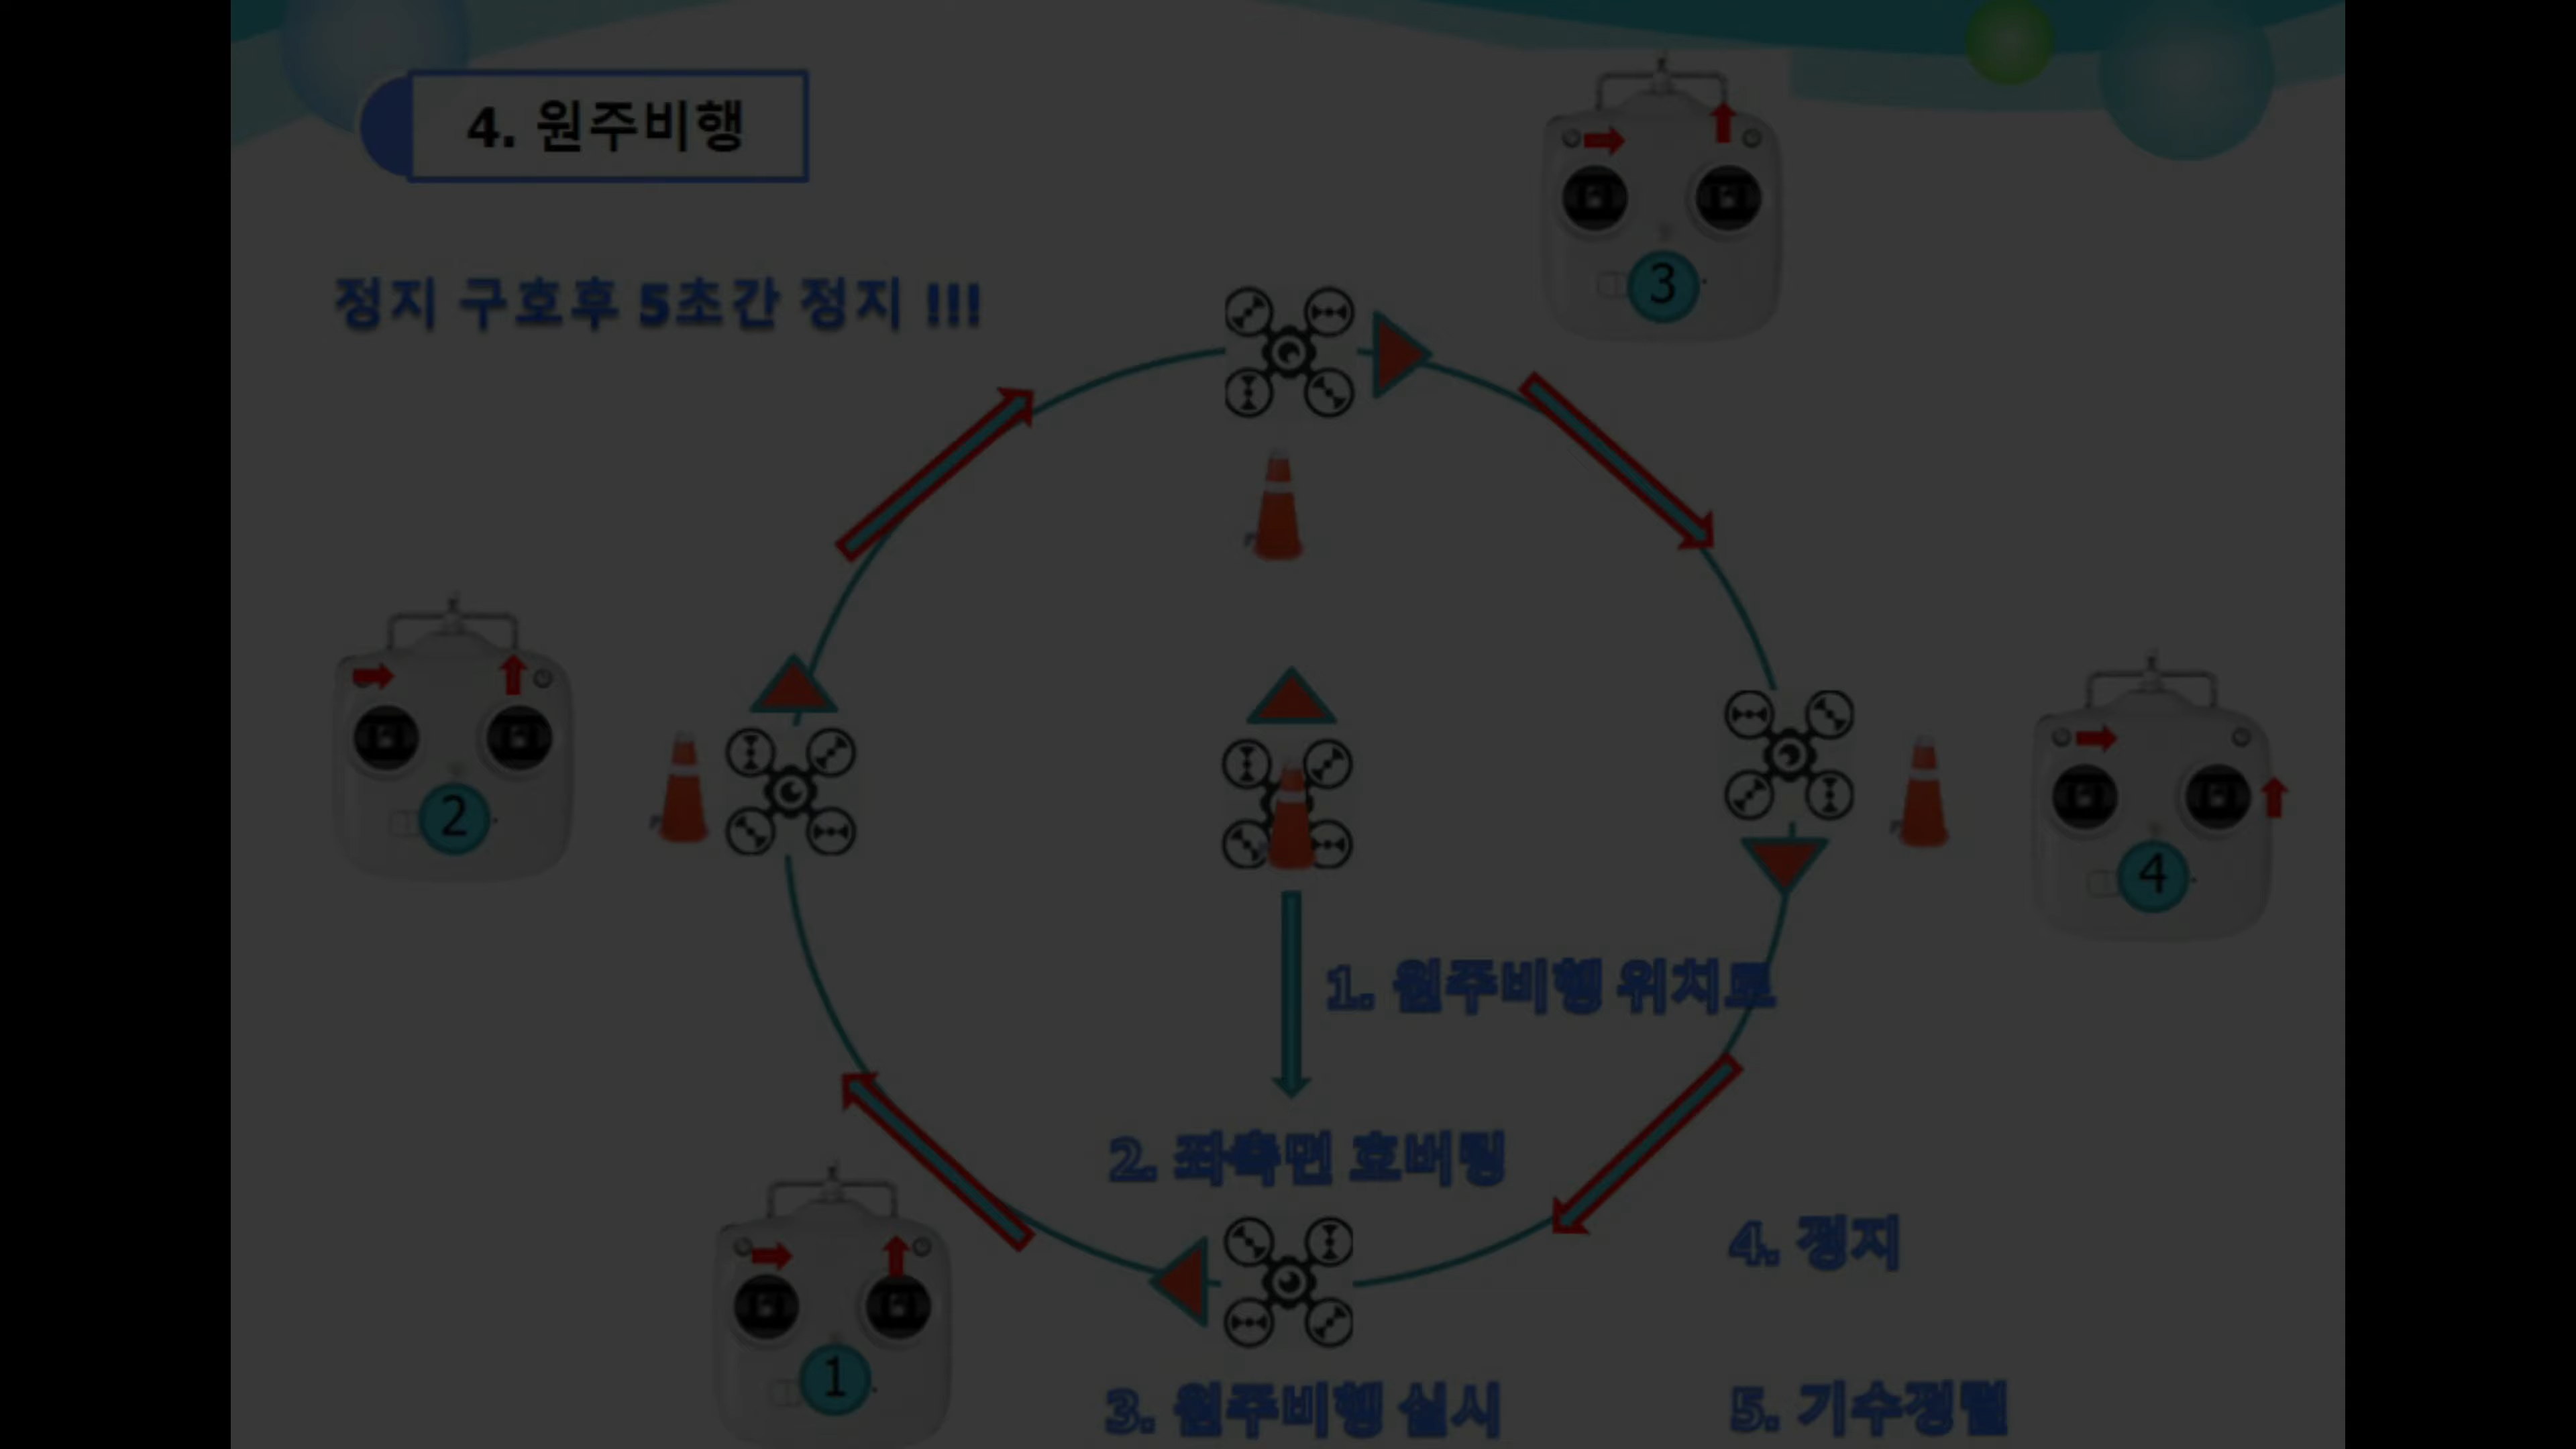 4. 원주비행
정지 구호후 5초간 정지 !!!
3
2
4
1. 원주비행 위치로
2. 좌측면 호버링
4. 정지
1
3. 원주비행 실시
5. 기수정렬